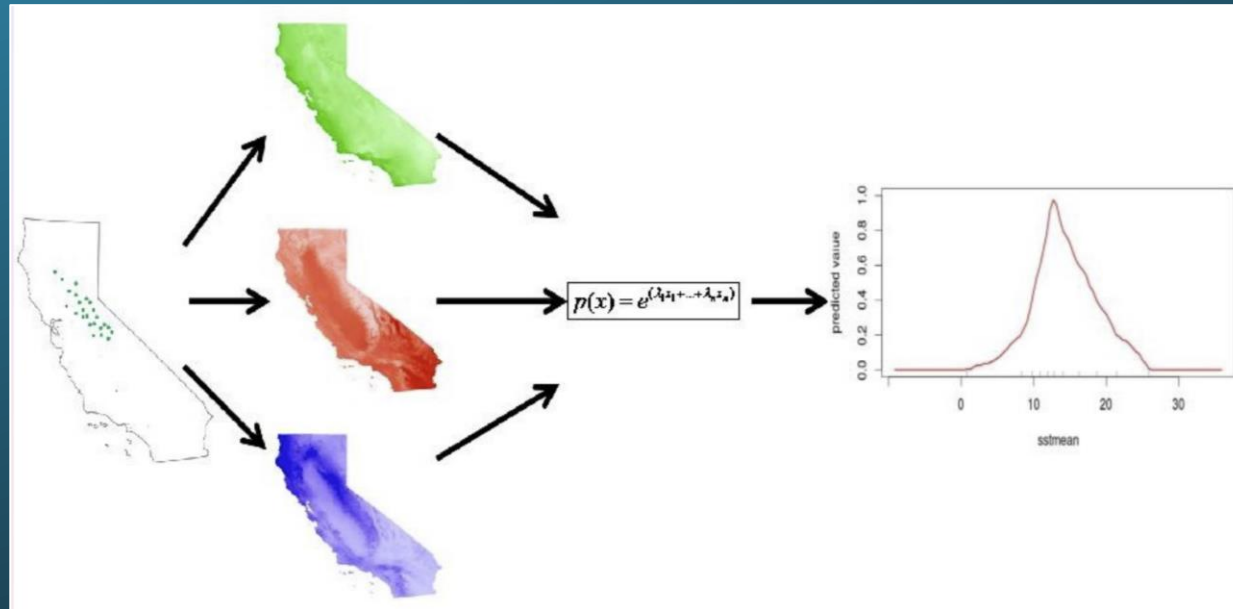 p(x) = e^(λ₁z₁+...+λₙzₙ)
predicted value
0.0 0.2 0.4 0.6 0.8 1.0
0 10 20 30
sstmean